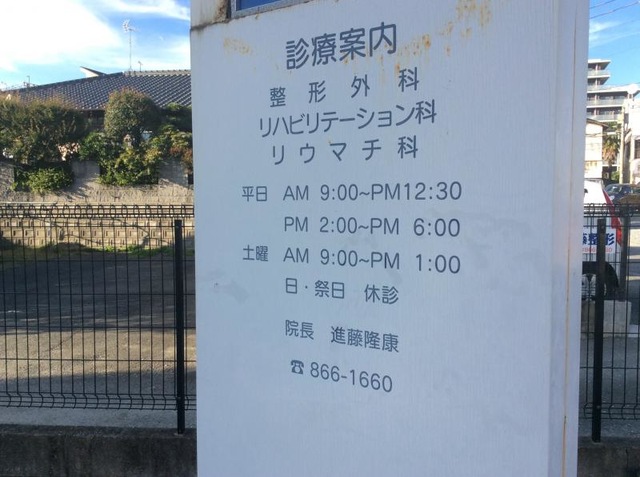 診療案内
整形外科
リハビリテーション科
リウマチ科
平日 AM 9:00~PM12:30
PM 2:00~PM 6:00
土曜 AM 9:00~PM 1:00
日・祭日 休診
院長 進藤隆康
☎ 866-1660
藤整形